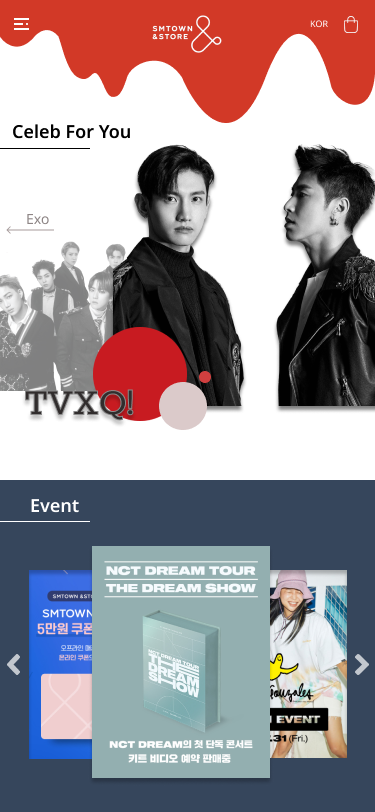 SMTOWN
&STORE
KOR
Celeb For You
Exo
TVXQ!
Event
SMTOWN &
SMTOW
5만원 쿠폰
NCT DREAM TOUR
THE DREAM SHOW
NCT DREAM TOUR
THE
DREAM
SHOW
NCT DREAM의 첫 단독 콘서트
키트 비디오 예약 판매중
Gonzales
EVENT
.31(Fri.)